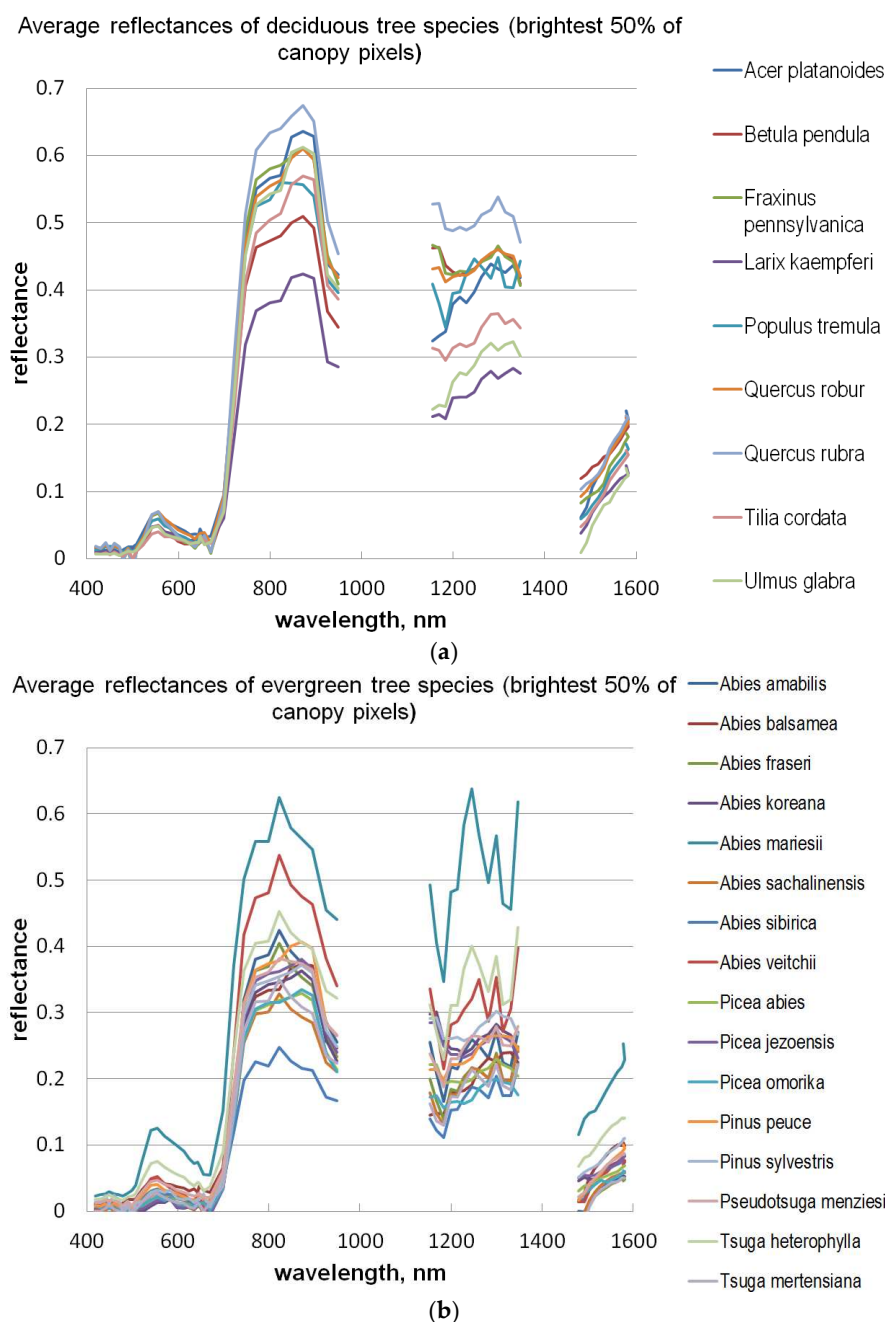 Average reflectances of deciduous tree species (brightest 50% of
canopy pixels)
0.7
0.6
0.5
0.4
0.3
0.2
0.1
0
reflectance
400 600 800 1000 1200 1400 1600
wavelength, nm
Acer platanoides
Betula pendula
Fraxinus
pennsylvanica
Larix kaempferi
Populus tremula
Quercus robur
Quercus rubra
Tilia cordata
Ulmus glabra
(a)
Average reflectances of evergreen tree species (brightest 50% of
canopy pixels)
0.7
0.6
0.5
0.4
0.3
0.2
0.1
0
reflectance
400 600 800 1000 1200 1400 1600
wavelength, nm
Abies amabilis
Abies balsamea
Abies fraseri
Abies koreana
Abies mariesii
Abies sachalinensis
Abies sibirica
Abies veitchii
Picea abies
Picea jezoensis
Picea omorika
Pinus peuce
Pinus sylvestris
Pseudotsuga menziesi
Tsuga heterophylla
Tsuga mertensiana
(b)